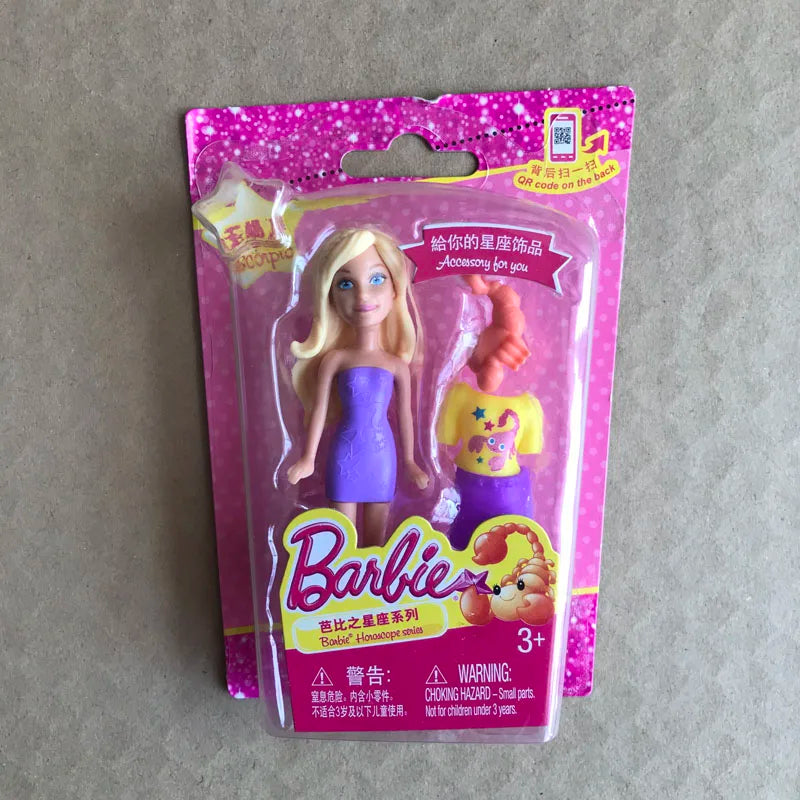 背后扫一扫
QR code on the back
Scorpio
給你的星座饰品
Accessory for you
Barbie®
芭比之星座系列
Barbie® Horoscope series
3+
警告:
窒息危险。内含小零件。
不适合3岁及以下儿童使用。
WARNING:
CHOKING HAZARD – Small parts.
Not for children under 3 years.